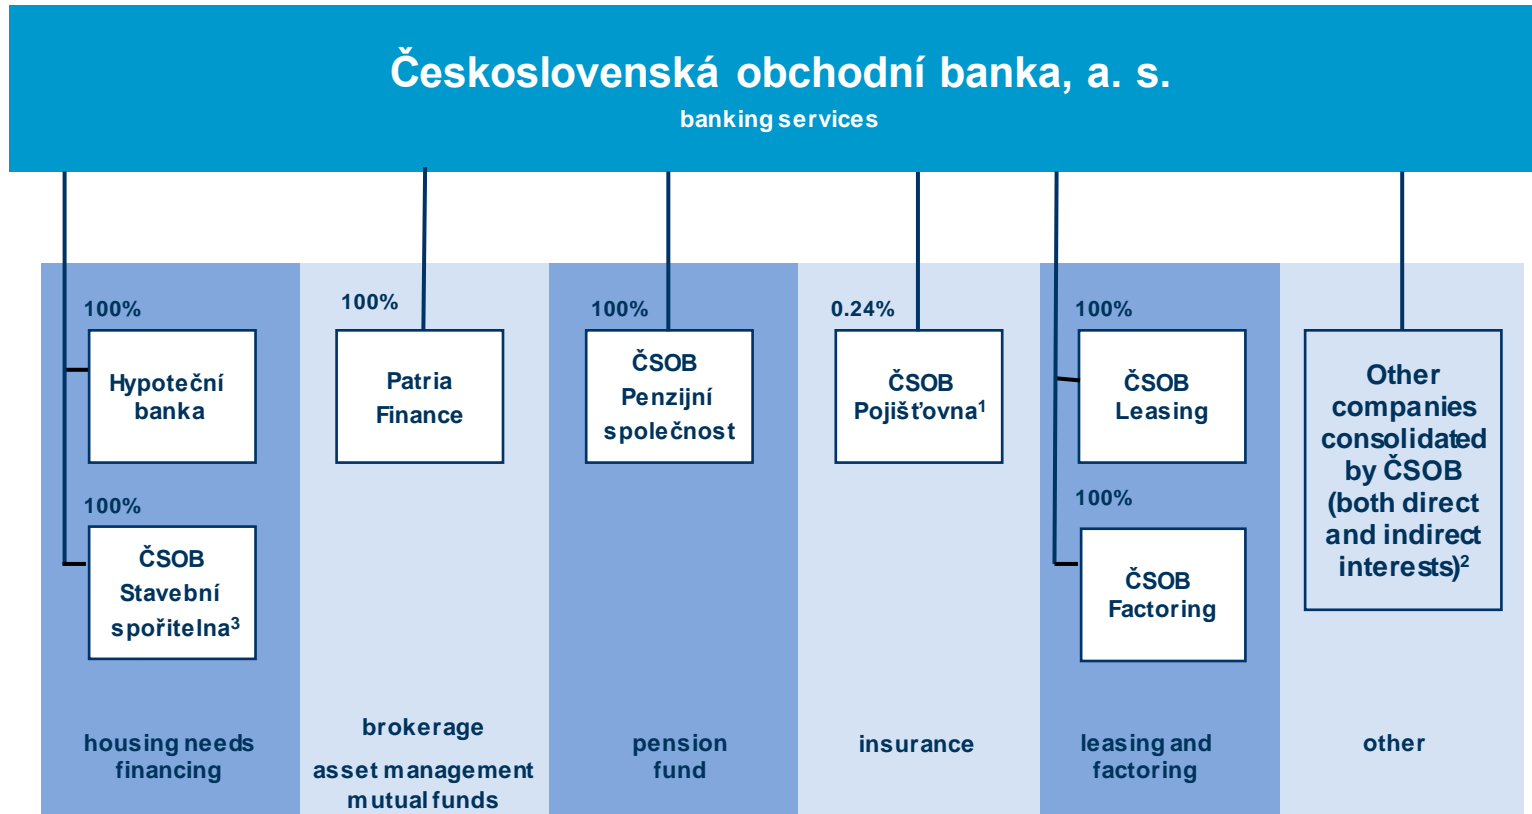 Československá obchodní banka, a. s.
banking services
100%
Hypoteční
banka
100%
ČSOB
Stavební
spořitelna³
housing needs
financing
100%
Patria
Finance
brokerage
asset management
mutual funds
100%
ČSOB
Penzijní
společnost
pension
fund
0.24%
ČSOB
Pojišťovna¹
insurance
100%
ČSOB
Leasing
100%
ČSOB
Factoring
leasing and
factoring
Other
companies
consolidated
by ČSOB
(both direct
and indirect
interests)²
other